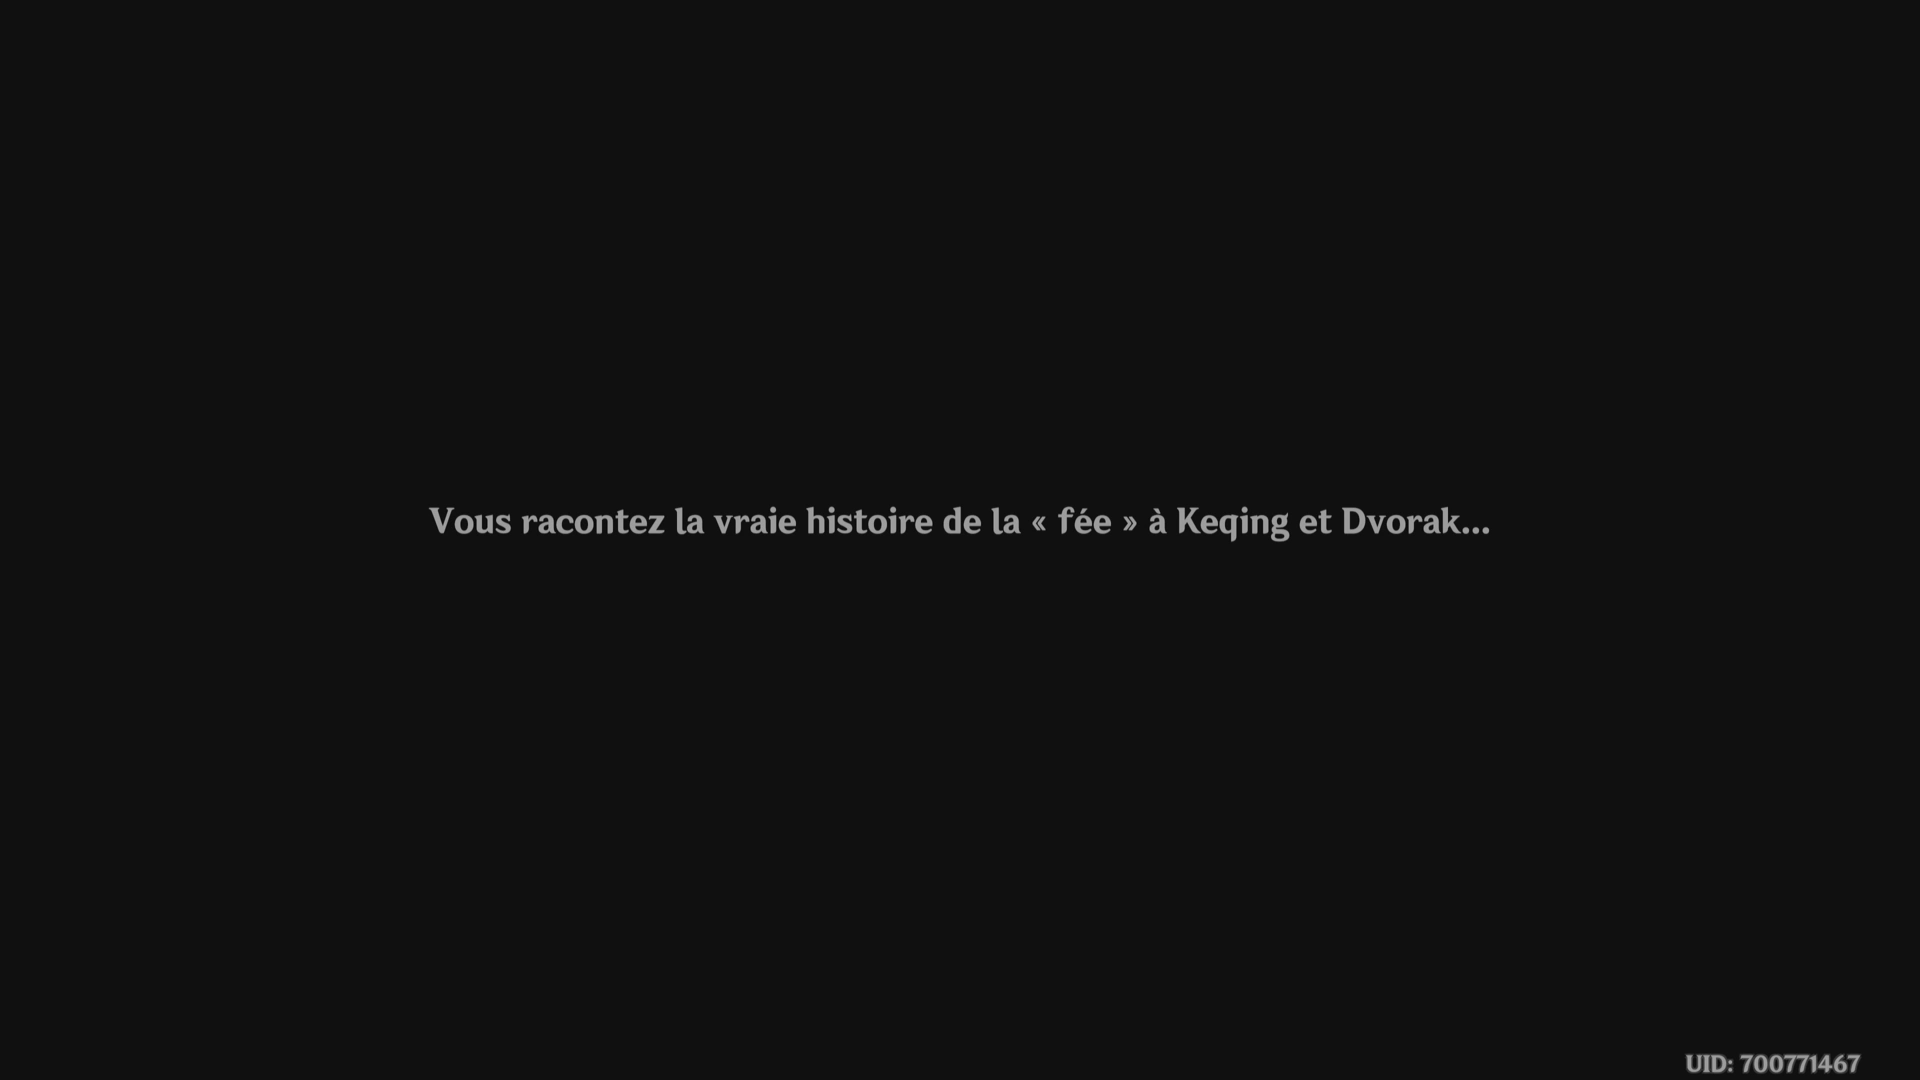 Vous racontez la vraie histoire de la « fée » à Keqing et Dvorak...
UID: 700771467